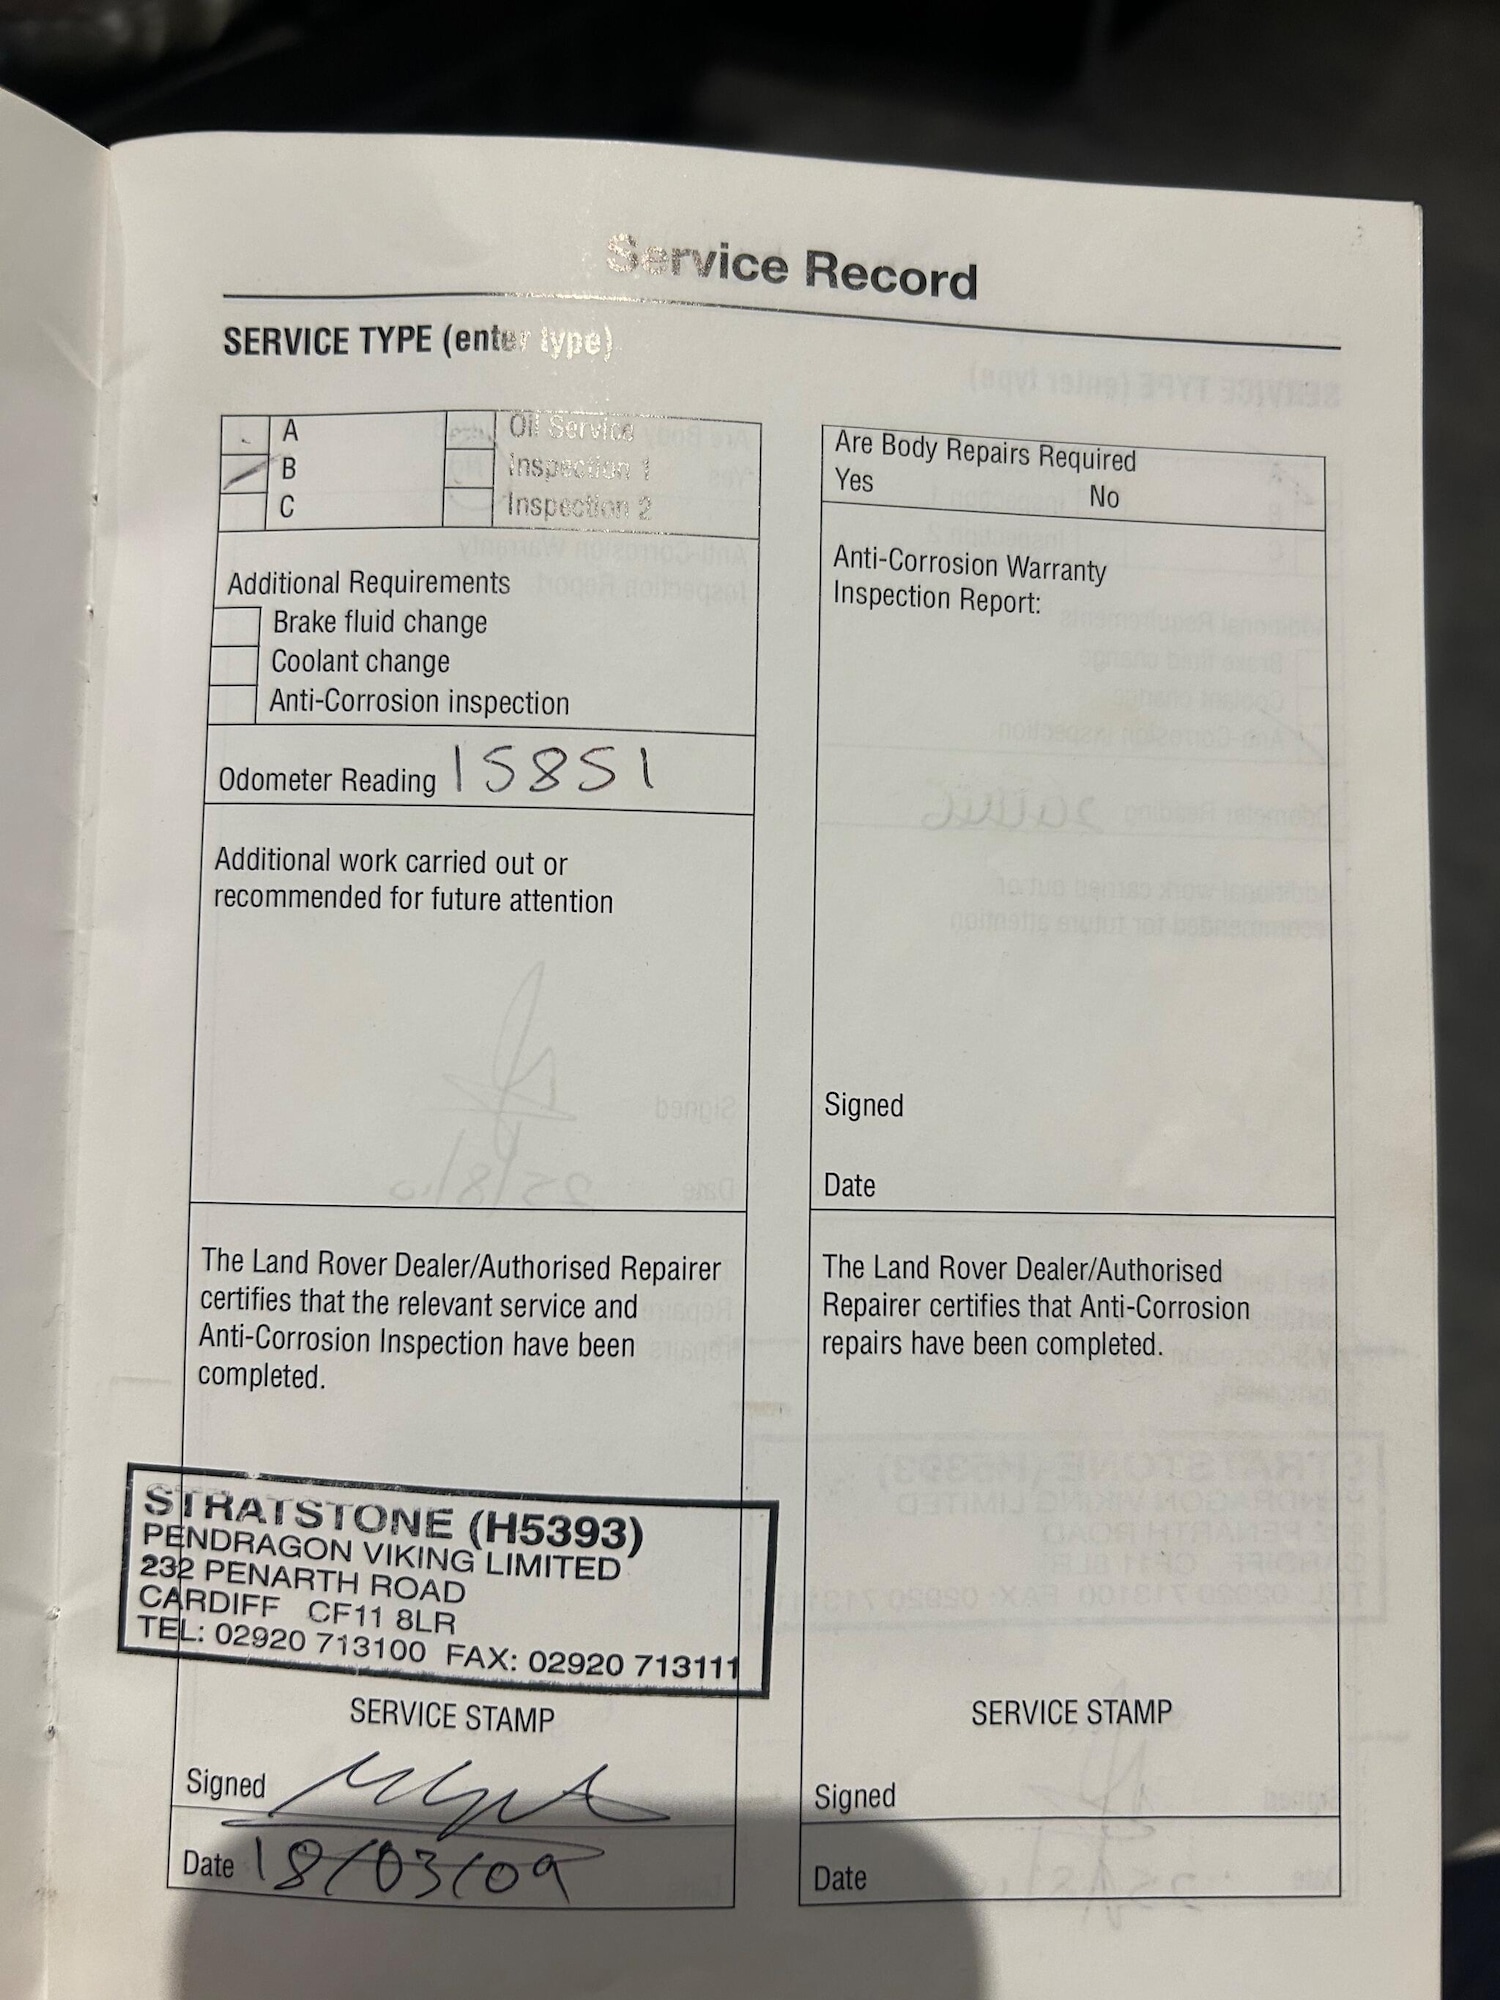 Service Record
SERVICE TYPE (enter type)
A
B
C
Oil Service
Inspection 1
Inspection 2
Additional Requirements
Brake fluid change
Coolant change
Anti-Corrosion inspection
Odometer Reading 15851
Additional work carried out or
recommended for future attention
The Land Rover Dealer/Authorised Repairer
certifies that the relevant service and
Anti-Corrosion Inspection have been
completed.
STRATSTONE (H5393)
PENDRAGON VIKING LIMITED
232 PENARTH ROAD
CARDIFF CF11 8LR
TEL: 02920 713100 FAX: 02920 713111
SERVICE STAMP
Signed
Date 18/03/09
Are Body Repairs Required
Yes No
Anti-Corrosion Warranty
Inspection Report:
Signed
Date
The Land Rover Dealer/Authorised
Repairer certifies that Anti-Corrosion
repairs have been completed.
SERVICE STAMP
Signed
Date